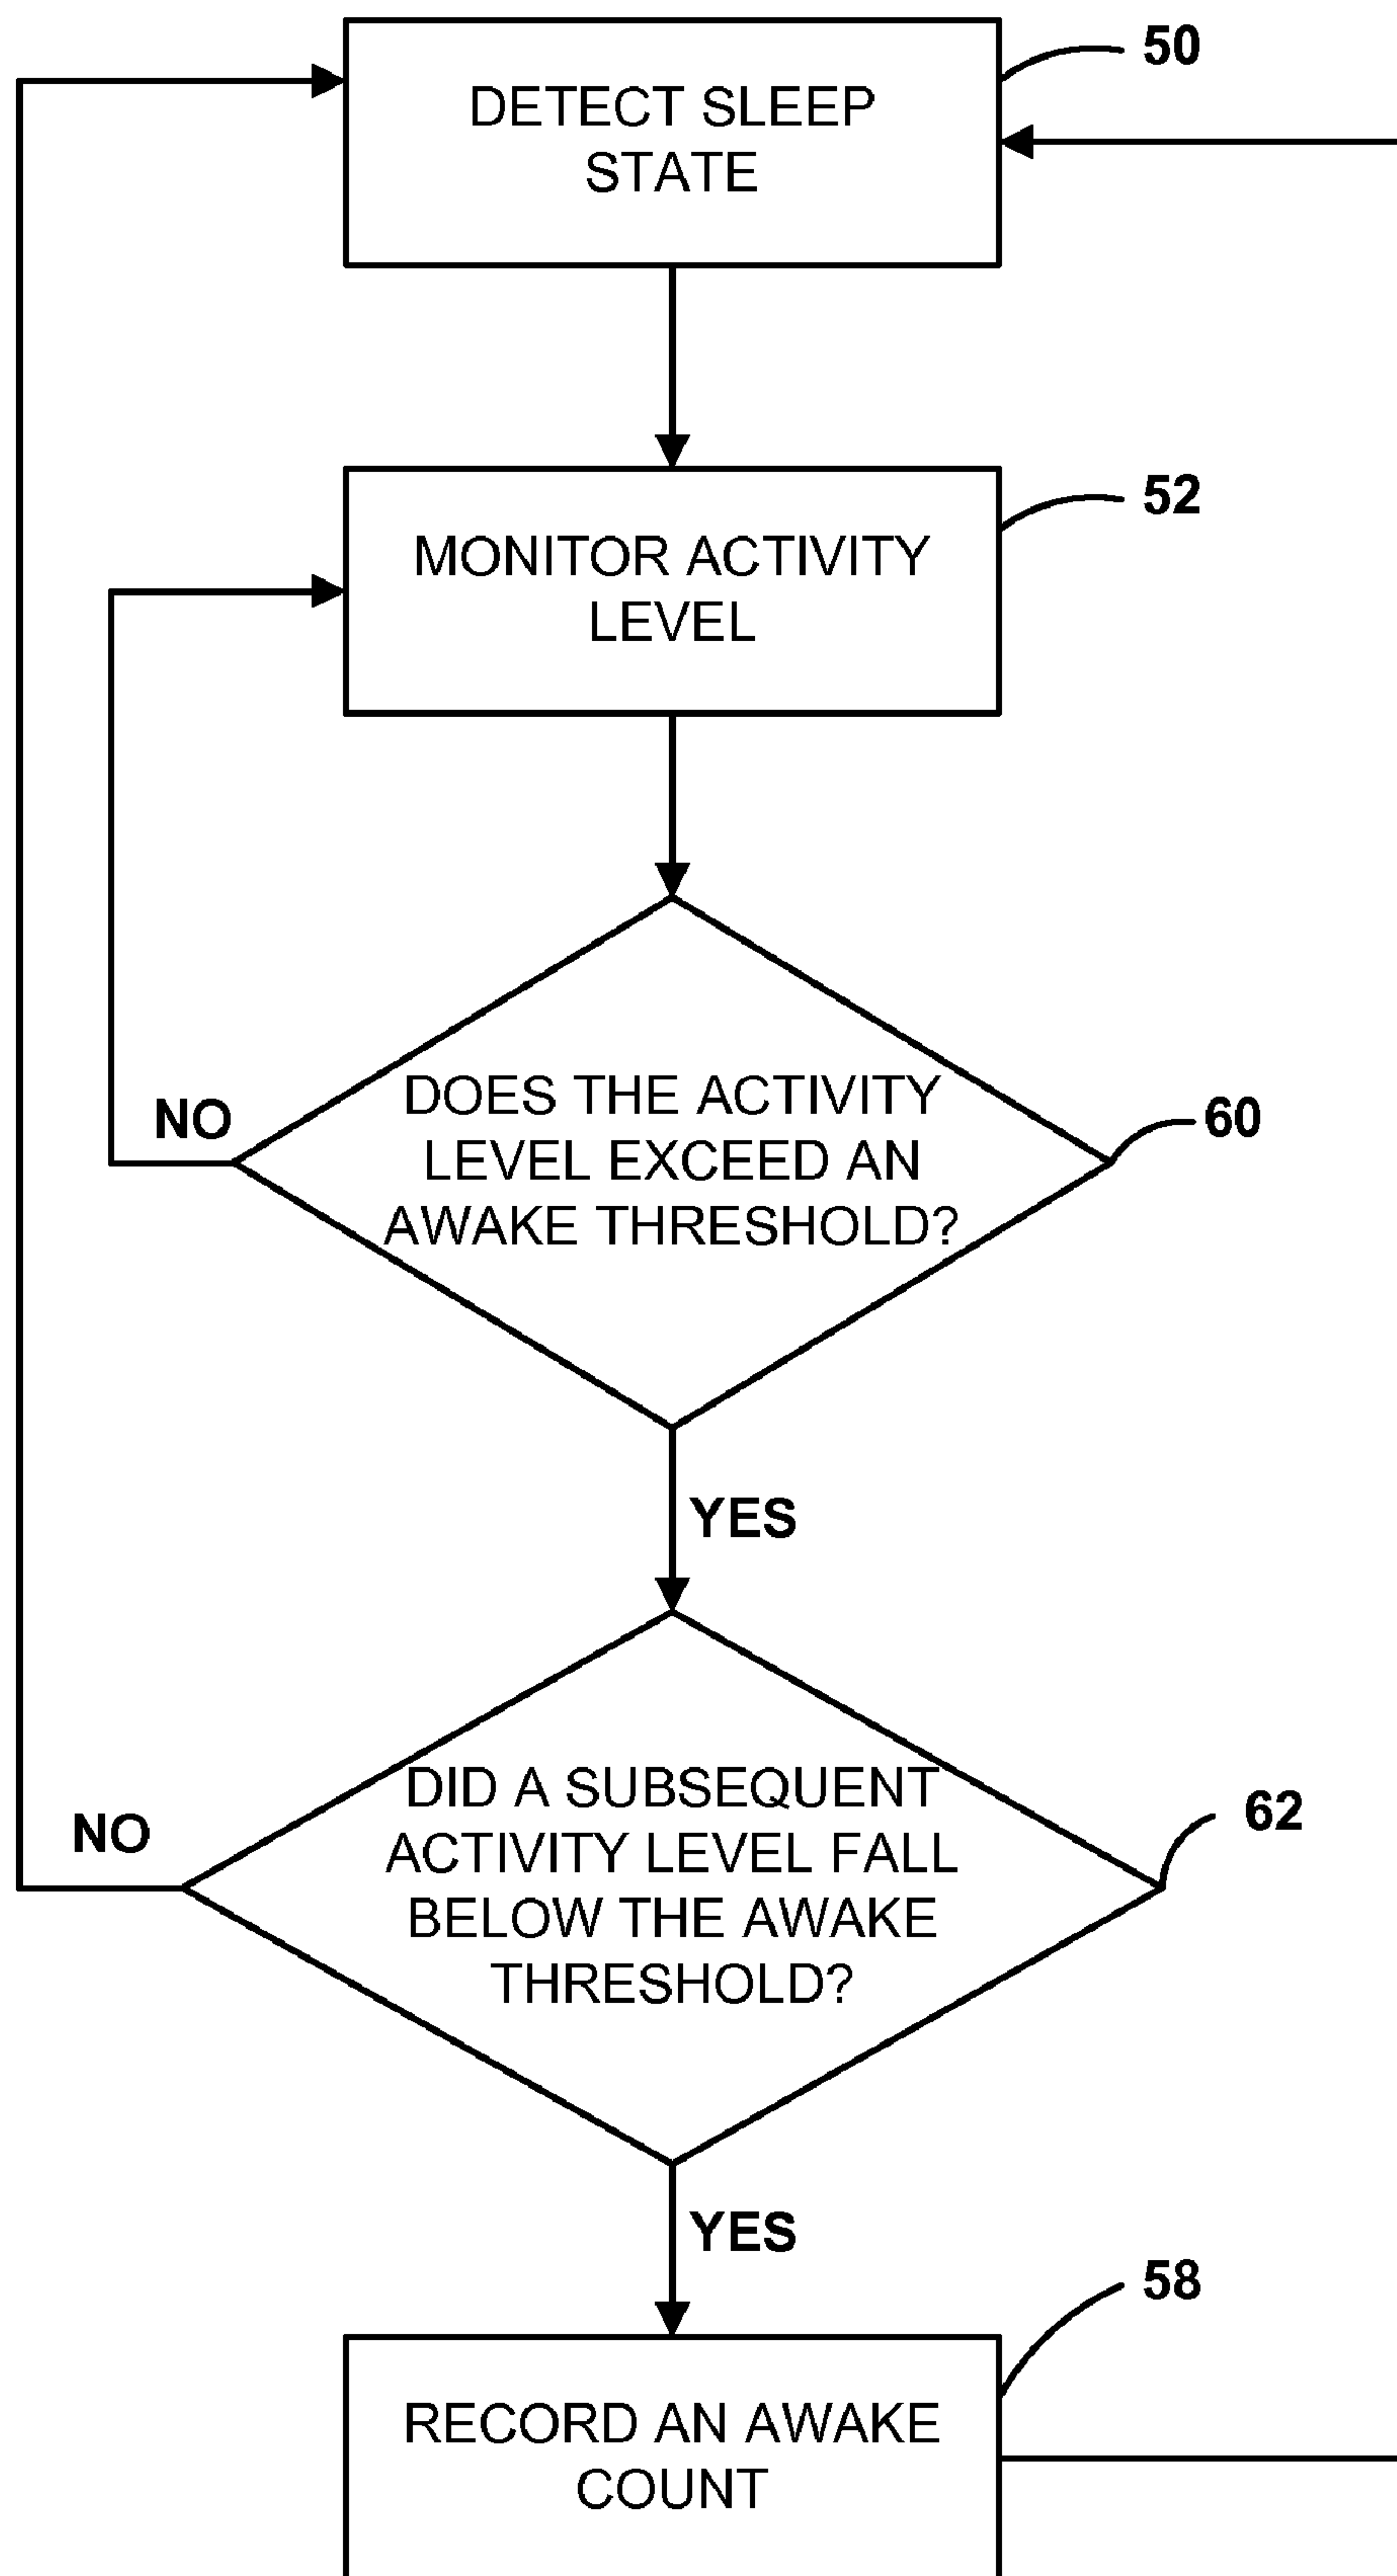 50
DETECT SLEEP
STATE
52
MONITOR ACTIVITY
LEVEL
DOES THE ACTIVITY
LEVEL EXCEED AN
AWAKE THRESHOLD?
NO
60
YES
DID A SUBSEQUENT
ACTIVITY LEVEL FALL
BELOW THE AWAKE
THRESHOLD?
NO
62
YES
58
RECORD AN AWAKE
COUNT